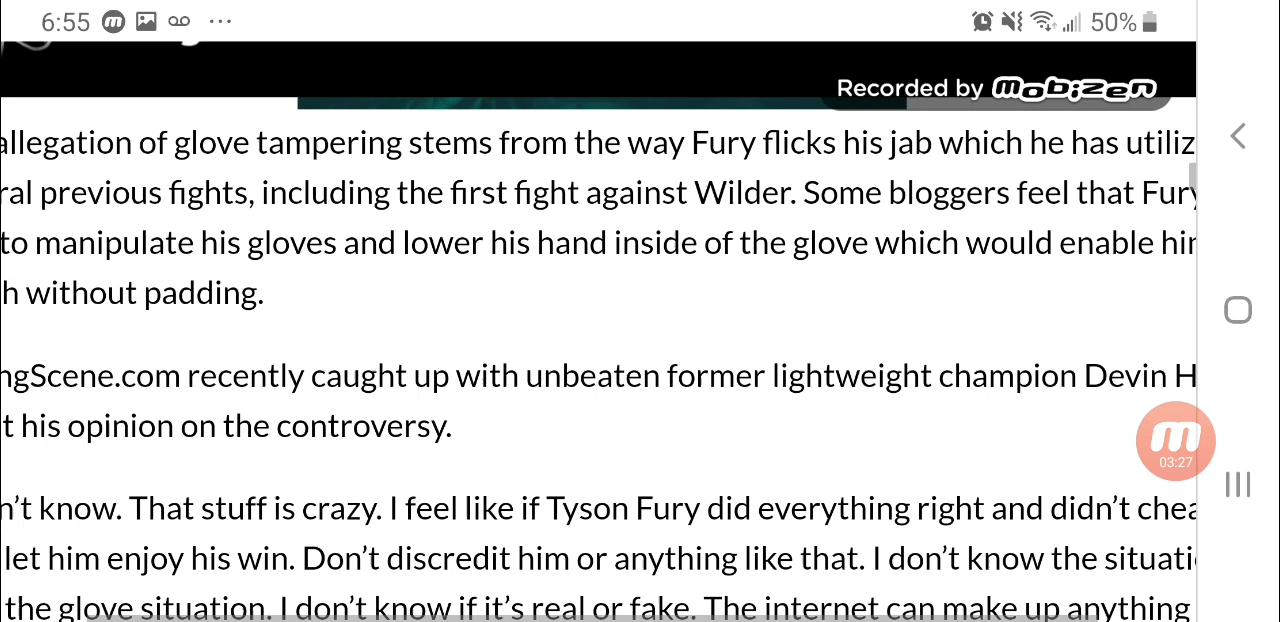 6:55
50%
Recorded by mobizen
allegation of glove tampering stems from the way Fury flicks his jab which he has utiliz
ral previous fights, including the first fight against Wilder. Some bloggers feel that Fury
to manipulate his gloves and lower his hand inside of the glove which would enable hi
h without padding.
ngScene.com recently caught up with unbeaten former lightweight champion Devin H
t his opinion on the controversy.
n't know. That stuff is crazy. I feel like if Tyson Fury did everything right and didn't chea
let him enjoy his win. Don't discredit him or anything like that. I don't know the situati
the glove situation. I don't know if it's real or fake. The internet can make up anything
03:27